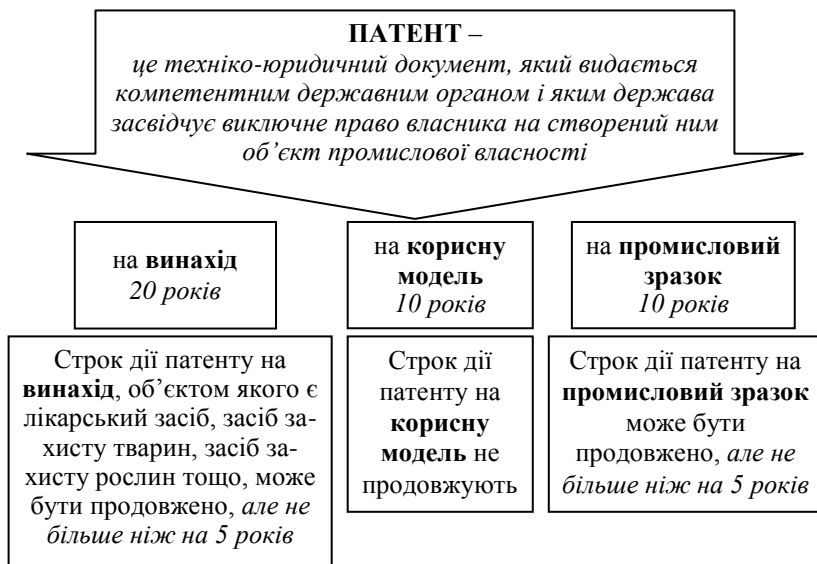 ПАТЕНТ –
це техніко-юридичний документ, який видається
компетентним державним органом і яким держава
засвідчує виключне право власника на створений ним
об’єкт промислової власності
на винахід
20 років
на корисну
модель
10 років
на промисловий
зразок
10 років
Строк дії патенту на
винахід, об’єктом якого є
лікарський засіб, засіб за-
хисту тварин, засіб за-
хисту рослин тощо, може
бути продовжено, але не
більше ніж на 5 років
Строк дії
патенту на
корисну
модель не
продовжують
Строк дії патенту на
промисловий зразок
може бути
продовжено, але не
більше ніж на 5 років